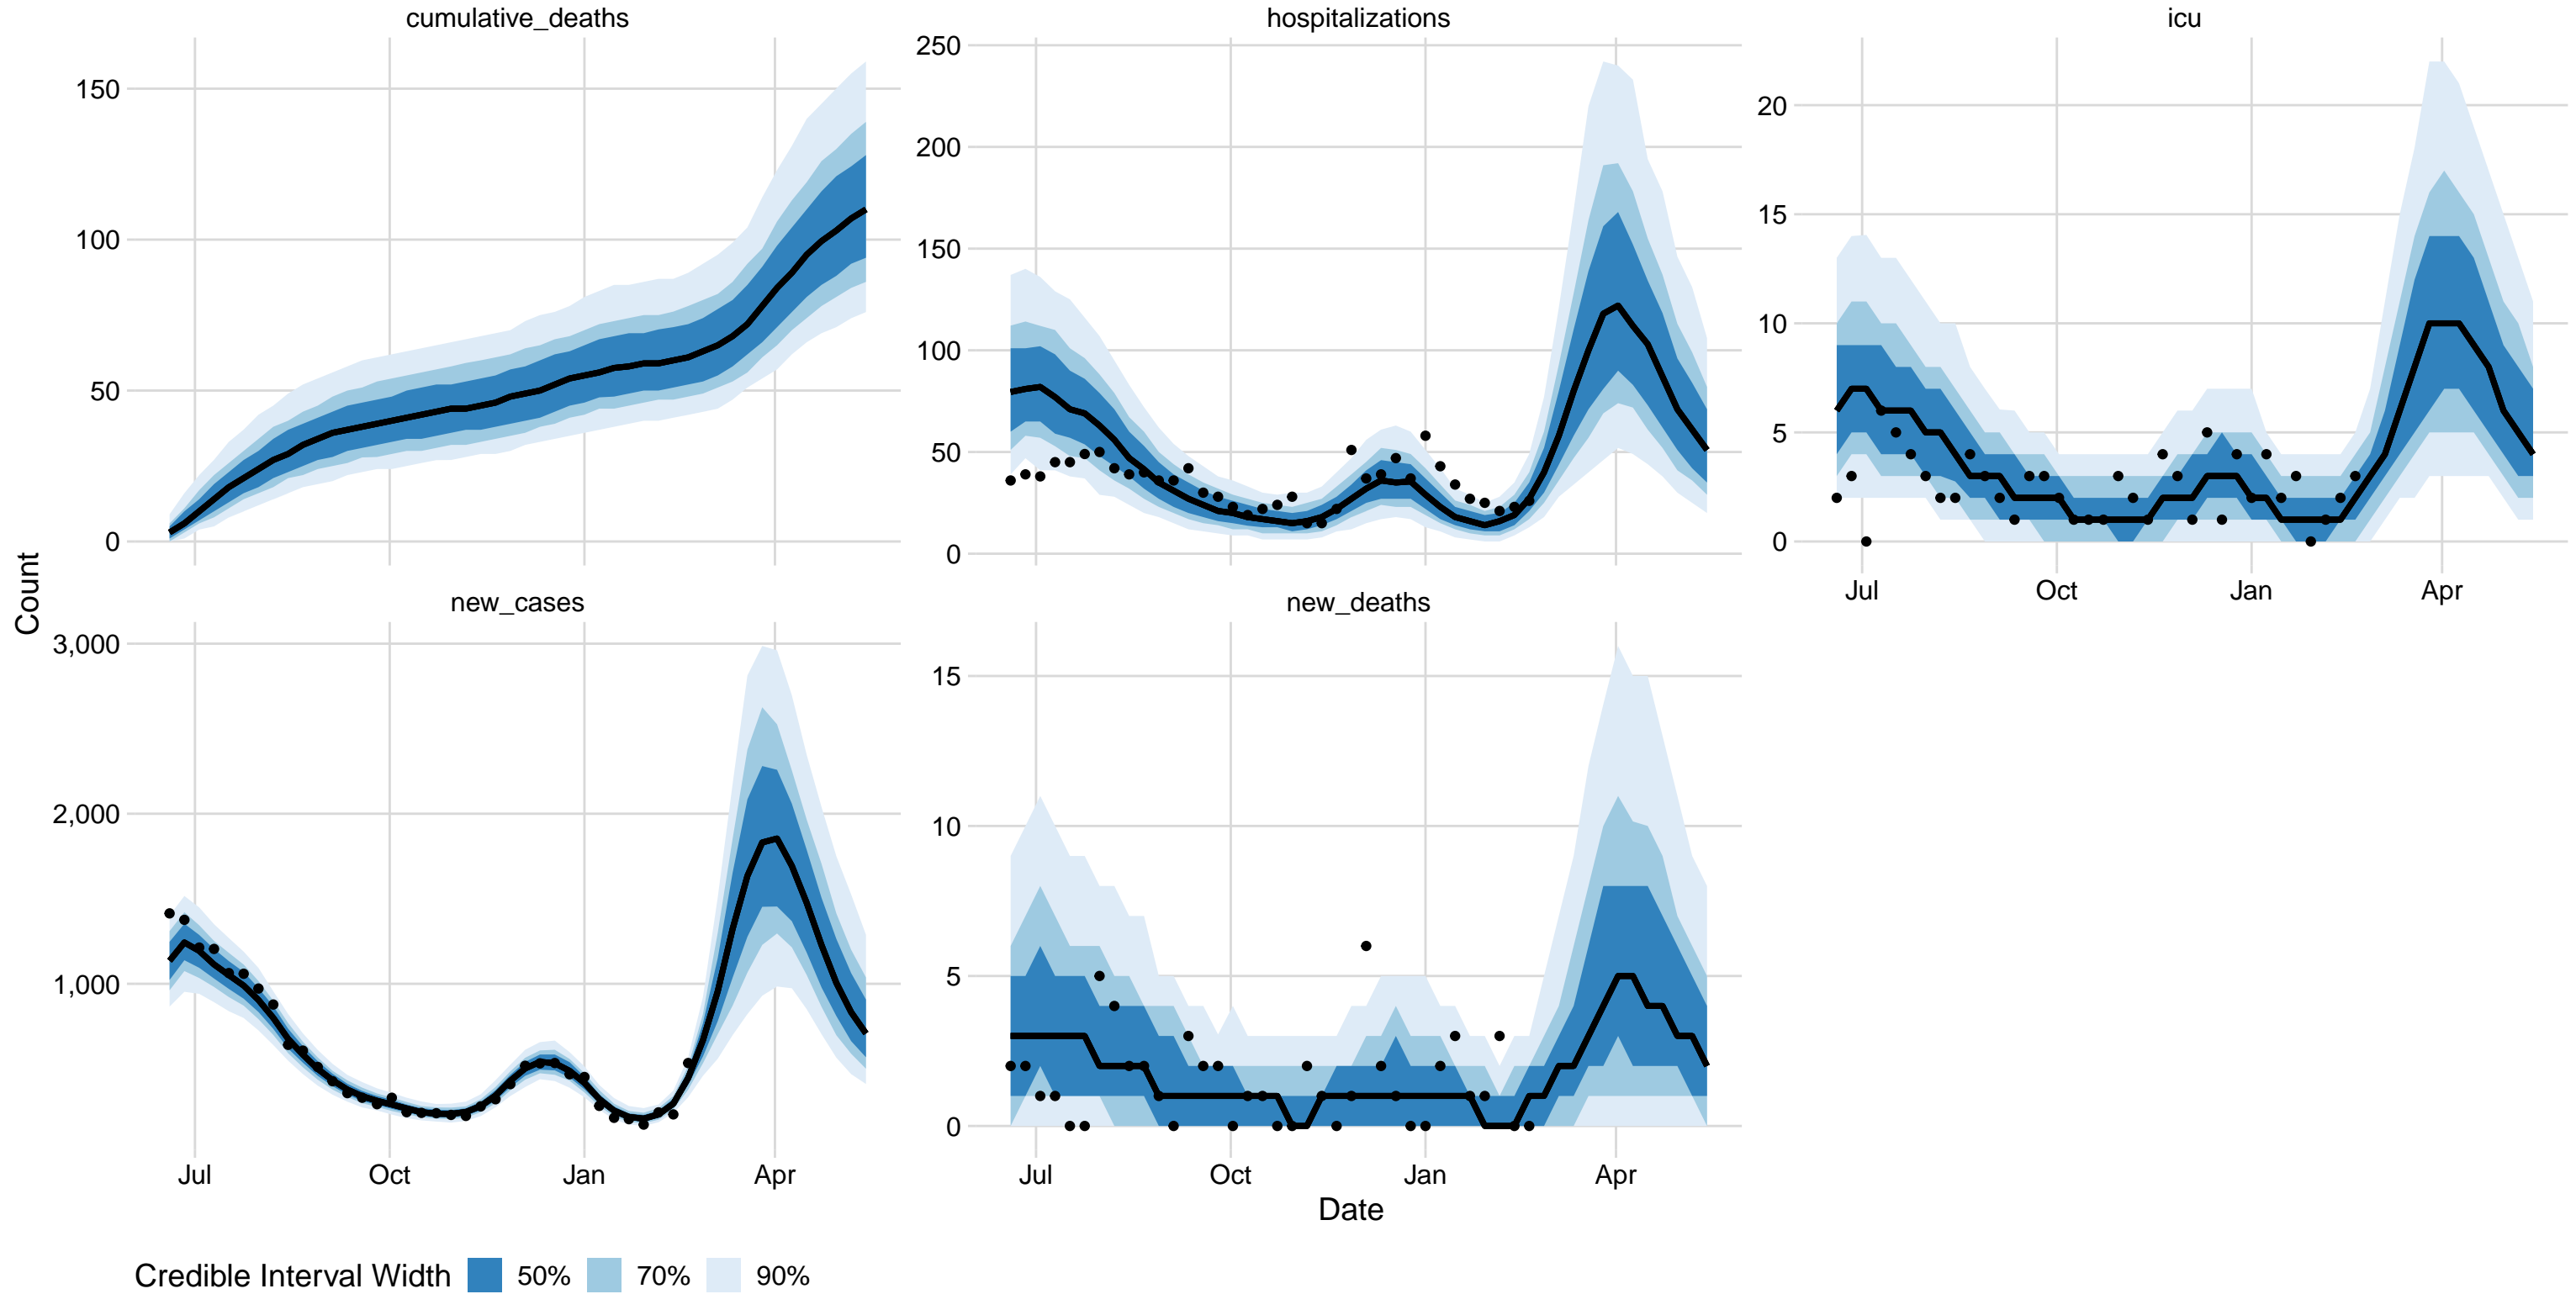 cumulative_deaths
hospitalizations
icu
150
100
50
0
250
200
150
100
50
0
20
15
10
5
0
Jul
Oct
Jan
Apr
Count
new_cases
new_deaths
3,000
2,000
1,000
15
10
5
0
Jul
Oct
Jan
Apr
Jul
Oct
Jan
Apr
Date
Credible Interval Width 50% 70% 90%